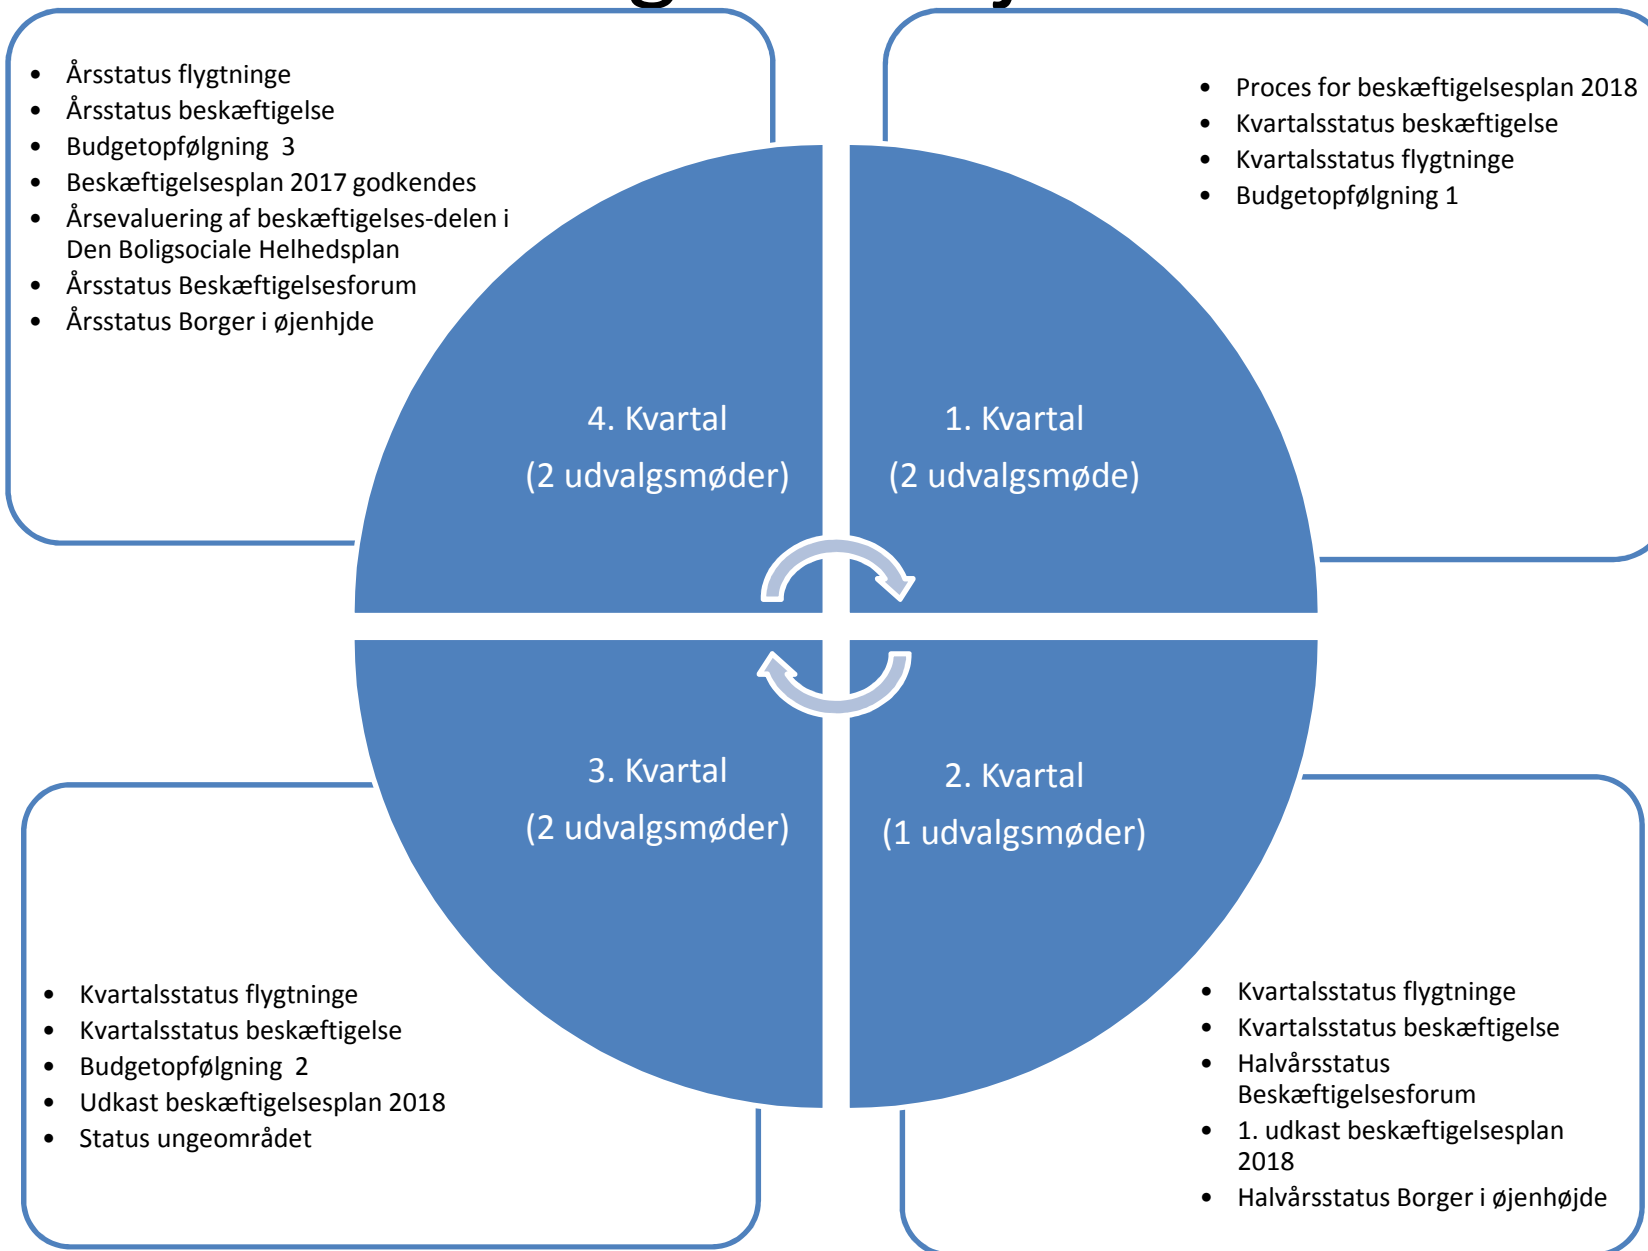 • Årsstatus flygtninge
• Årsstatus beskæftigelse
• Budgetopfølgning 3
• Beskæftigelsesplan 2017 godkendes
• Årsevaluering af beskæftigelses-delen i
Den Boligsociale Helhedsplan
• Årsstatus Beskæftigelsesforum
• Årsstatus Borger i øjenhjde
• Proces for beskæftigelsesplan 2018
• Kvartalsstatus beskæftigelse
• Kvartalsstatus flygtninge
• Budgetopfølgning 1
4. Kvartal
(2 udvalgsmøder)
1. Kvartal
(2 udvalgsmøde)
3. Kvartal
(2 udvalgsmøder)
2. Kvartal
(1 udvalgsmøder)
• Kvartalsstatus flygtninge
• Kvartalsstatus beskæftigelse
• Budgetopfølgning 2
• Udkast beskæftigelsesplan 2018
• Status ungeområdet
• Kvartalsstatus flygtninge
• Kvartalsstatus beskæftigelse
• Halvårsstatus
Beskæftigelsesforum
• 1. udkast beskæftigelsesplan
2018
• Halvårsstatus Borger i øjenhøjde